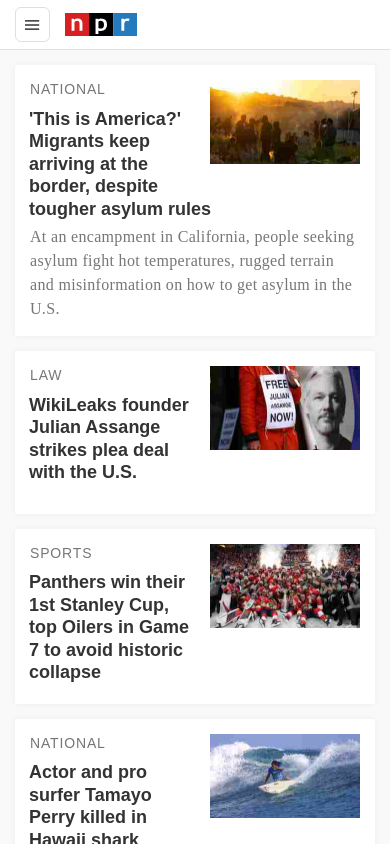 npr
NATIONAL
'This is America?'
Migrants keep
arriving at the
border, despite
tougher asylum rules
At an encampment in California, people seeking
asylum fight hot temperatures, rugged terrain
and misinformation on how to get asylum in the
U.S.
LAW
WikiLeaks founder
Julian Assange
strikes plea deal
with the U.S.
FREE
JULIAN
ASSANGE
NOW!
SPORTS
Panthers win their
1st Stanley Cup,
top Oilers in Game
7 to avoid historic
collapse
NATIONAL
Actor and pro
surfer Tamayo
Perry killed in
Hawaii shark